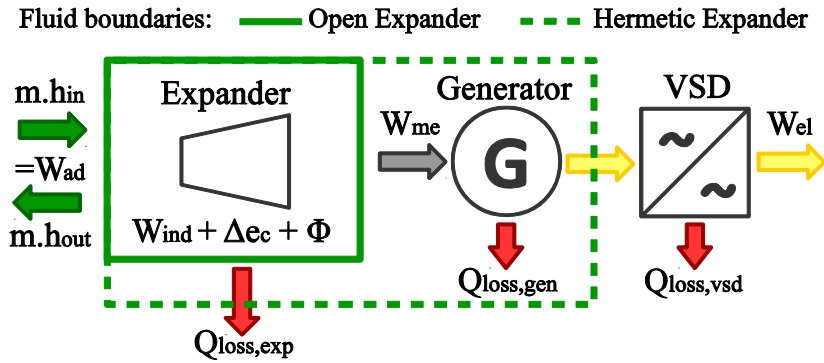 Fluid boundaries: Open Expander Hermetic Expander
m.hin
=Wad
m.hout
Expander
Wind + Δec + Φ
Qloss,exp
Wme
Generator
G
Qloss,gen
VSD
~
~
Qloss,vsd
Wel